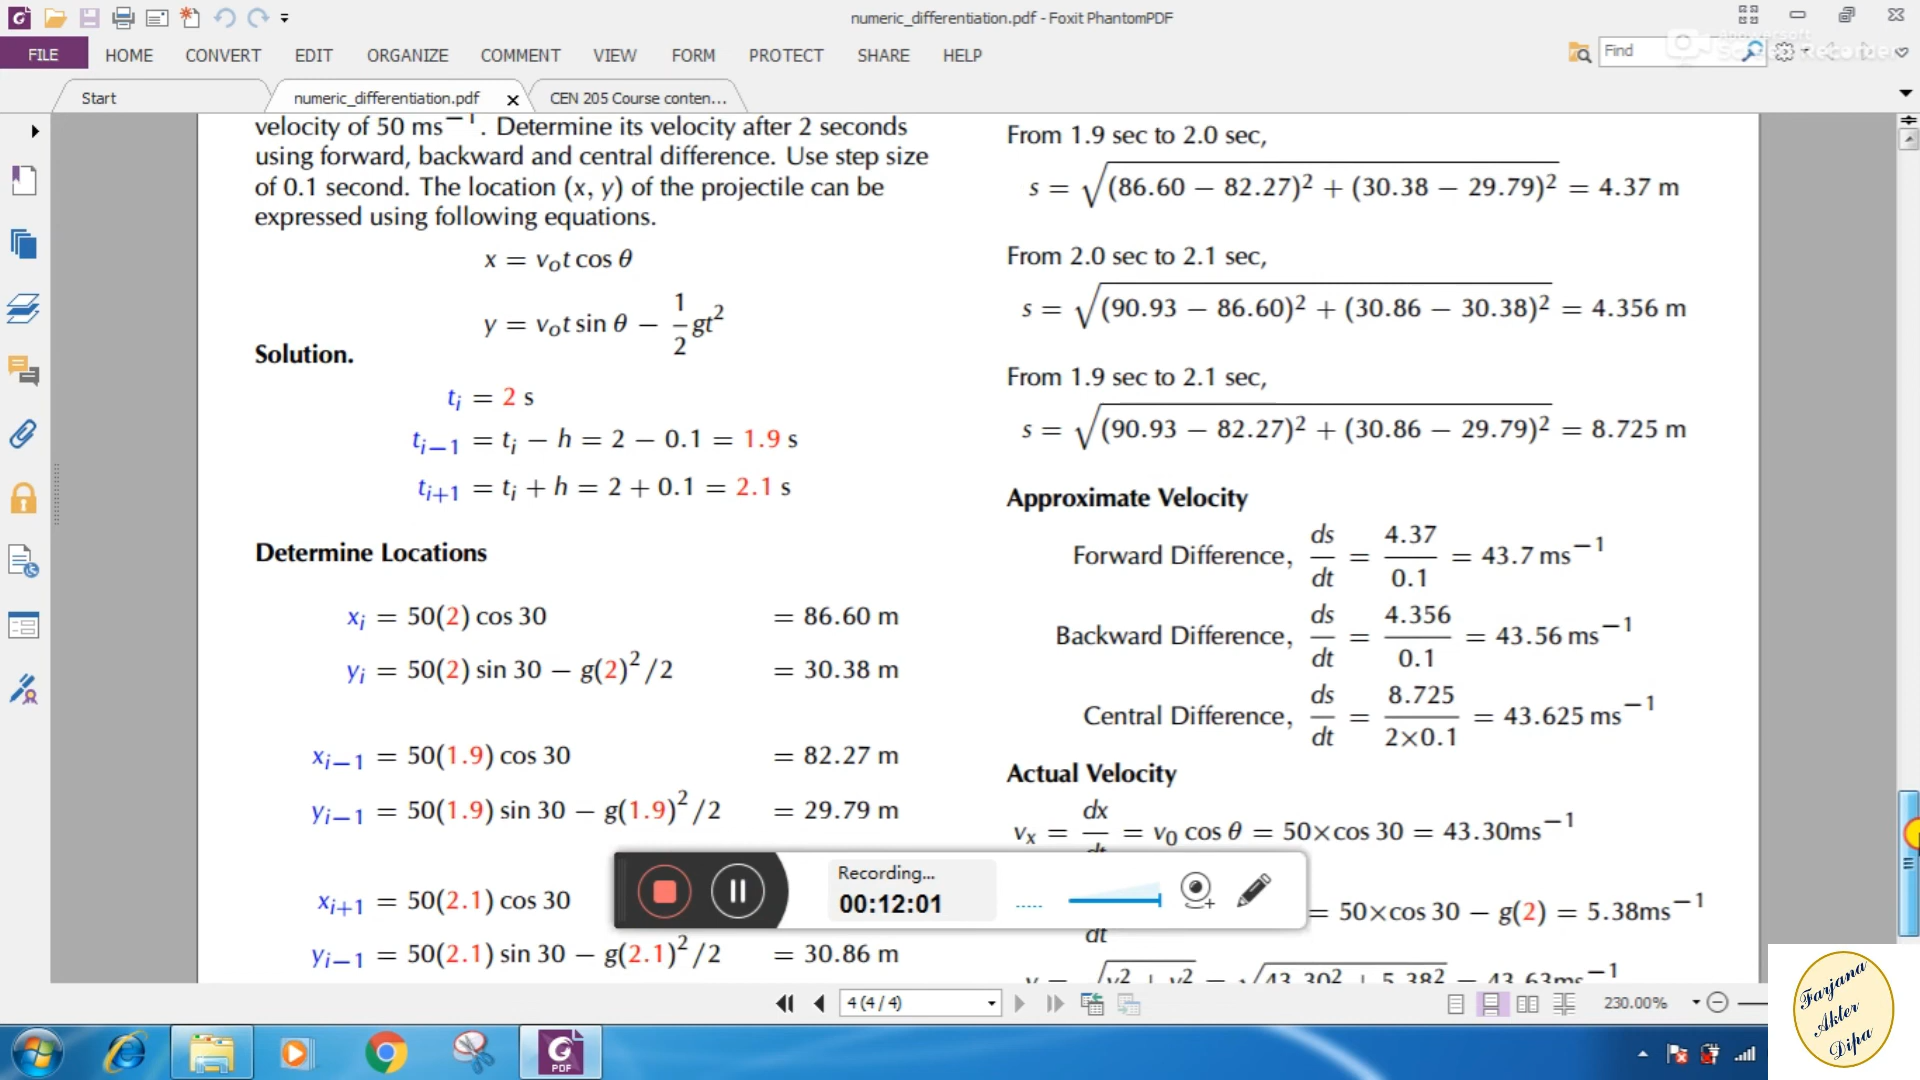 numeric_differentiation.pdf - Foxit PhantomPDF
FILE HOME CONVERT EDIT ORGANIZE COMMENT VIEW FORM PROTECT SHARE HELP
Find
Start numeric_differentiation.pdf CEN 205 Course conten...
velocity of 50 ms⁻¹. Determine its velocity after 2 seconds
using forward, backward and central difference. Use step size
of 0.1 second. The location (x, y) of the projectile can be
expressed using following equations.
x = v₀t cos θ
y = v₀t sin θ − 1/2 gt²
Solution.
tᵢ = 2 s
tᵢ₋₁ = tᵢ − h = 2 − 0.1 = 1.9 s
tᵢ₊₁ = tᵢ + h = 2 + 0.1 = 2.1 s
Determine Locations
xᵢ = 50(2) cos 30 = 86.60 m
yᵢ = 50(2) sin 30 − g(2)²/2 = 30.38 m
xᵢ₋₁ = 50(1.9) cos 30 = 82.27 m
yᵢ₋₁ = 50(1.9) sin 30 − g(1.9)²/2 = 29.79 m
xᵢ₊₁ = 50(2.1) cos 30
yᵢ₋₁ = 50(2.1) sin 30 − g(2.1)²/2 = 30.86 m
From 1.9 sec to 2.0 sec,
s = √(86.60 − 82.27)² + (30.38 − 29.79)² = 4.37 m
From 2.0 sec to 2.1 sec,
s = √(90.93 − 86.60)² + (30.86 − 30.38)² = 4.356 m
From 1.9 sec to 2.1 sec,
s = √(90.93 − 82.27)² + (30.86 − 29.79)² = 8.725 m
Approximate Velocity
Forward Difference, ds/dt = 4.37/0.1 = 43.7 ms⁻¹
Backward Difference, ds/dt = 4.356/0.1 = 43.56 ms⁻¹
Central Difference, ds/dt = 8.725/2×0.1 = 43.625 ms⁻¹
Actual Velocity
vₓ = dx/dt = v₀ cos θ = 50×cos 30 = 43.30ms⁻¹
dt = 50×cos 30 − g(2) = 5.38ms⁻¹
v = √v² + v² = √43.30² + 5.38² = 43.63ms⁻¹
Recording...
00:12:01
4 (4 / 4)
230.00%
PDF
Farjana
Akter
Dipa